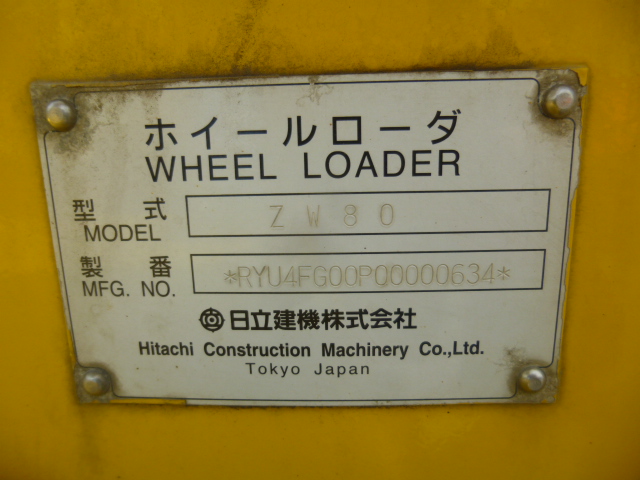 ホイールローダ
WHEEL LOADER
型式 ZW80
MODEL
製番 *RYU4FG00P00000634*
MFG. NO.
日立建機株式会社
Hitachi Construction Machinery Co.,Ltd.
Tokyo Japan